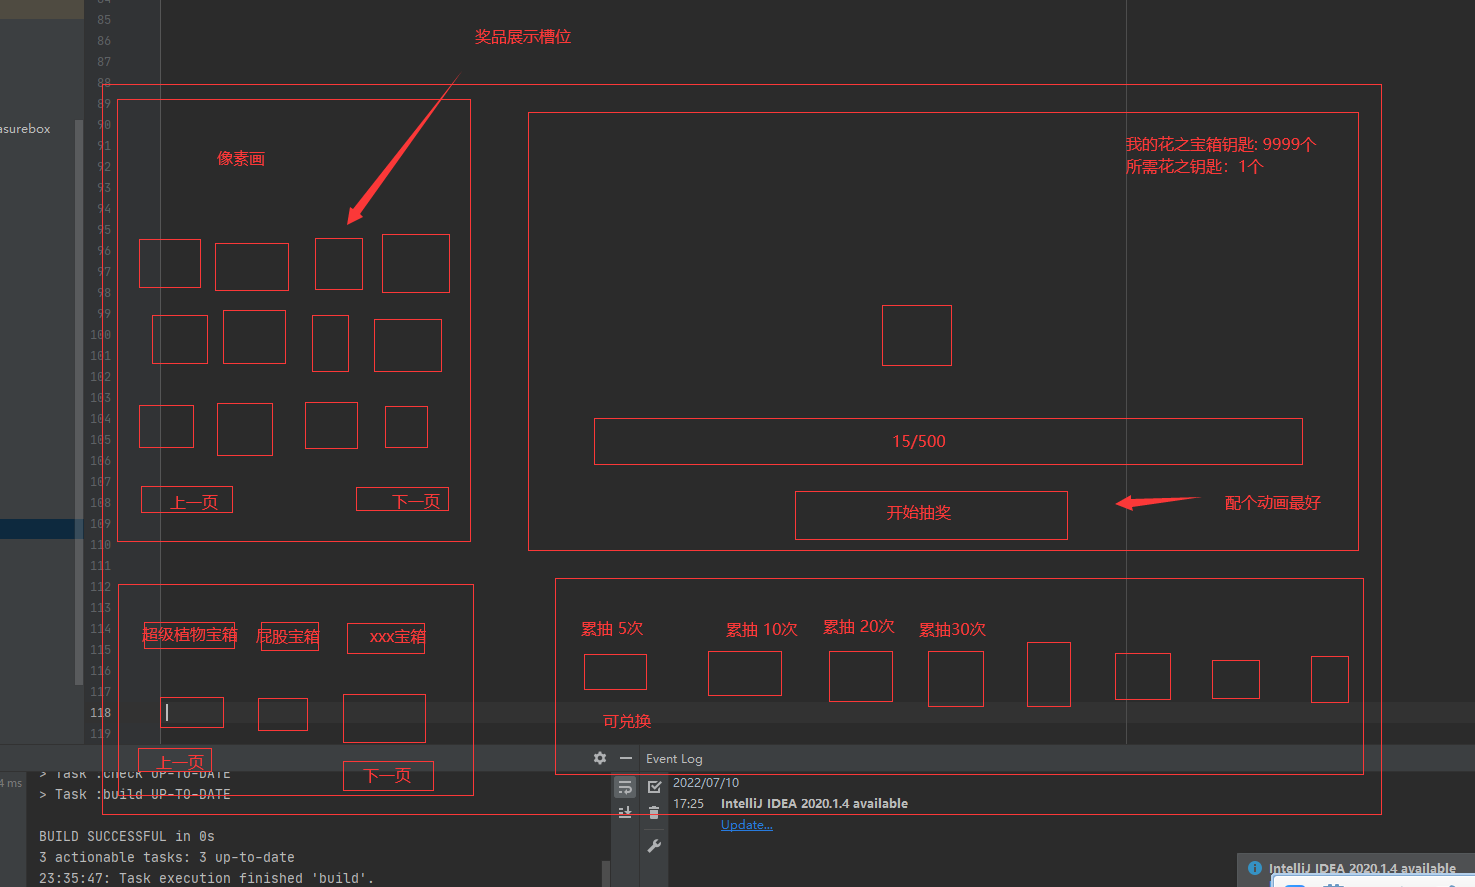 奖品展示槽位
84
85
86
87
88
89
90
91
92
93
94
95
96
97
98
99
100
101
102
103
104
105
106
107
108
109
110
111
112
113
114
115
116
117
118
119
asurebox
像素画
我的花之宝箱钥匙: 9999个
所需花之钥匙：1个
15/500
上一页
下一页
开始抽奖
配个动画最好
超级植物宝箱
屁股宝箱
xxx宝箱
累抽 5次
累抽 10次
累抽 20次
累抽30次
可兑换
上一页
下一页
4 ms
> Task :check UP-TO-DATE
> Task :build UP-TO-DATE
BUILD SUCCESSFUL in 0s
3 actionable tasks: 3 up-to-date
23:35:47: Task execution finished 'build'.
Event Log
2022/07/10
17:25 IntelliJ IDEA 2020.1.4 available
Update...
IntelliJ IDEA 2020.1.4 available